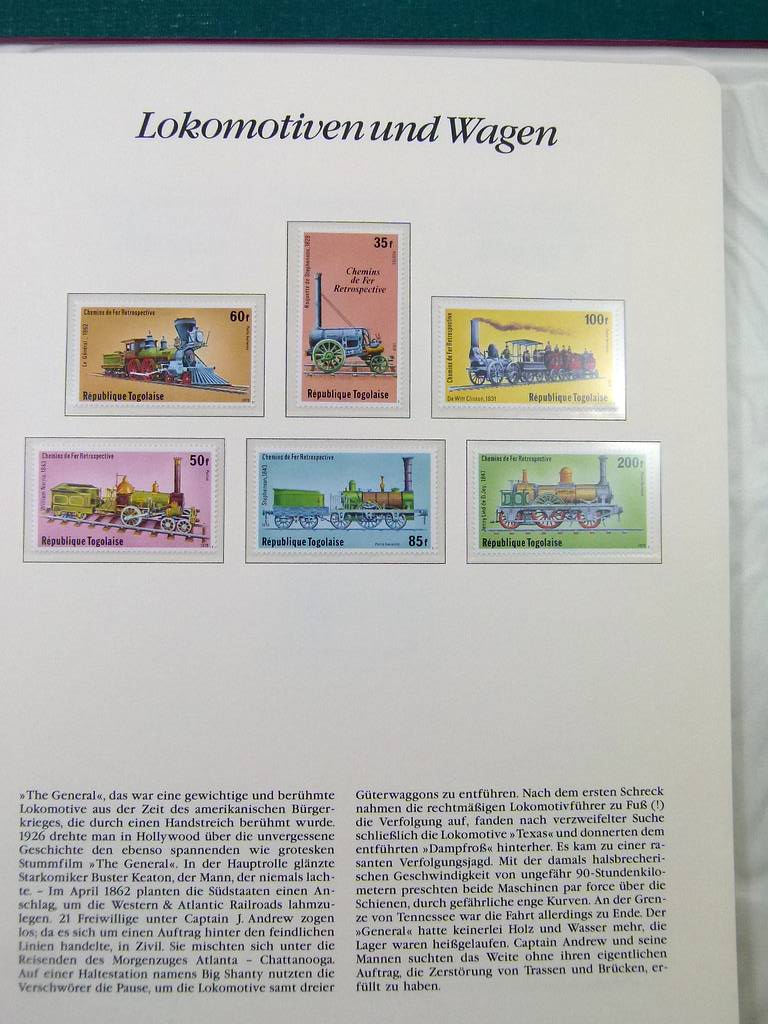 Lokomotiven und Wagen
35f
Chemins
de Fer
Retrospective
République Togolaise
Chemins de Fer Retrospective
60f
Le Général - 1862
République Togolaise
Chemins de Fer Retrospective
100f
De Witt Clinton, 1831
République Togolaise
Chemins de Fer Retrospective
50f
République Togolaise
Chemins de Fer Retrospective
Stephenson, 1843
République Togolaise
85f
Chemins de Fer Retrospective
200f
République Togolaise
»The General«, das war eine gewichtige und berühmte
Lokomotive aus der Zeit des amerikanischen Bürger-
krieges, die durch einen Handstreich berühmt wurde.
1926 drehte man in Hollywood über die unvergessene
Geschichte den ebenso spannenden wie grotesken
Stummfilm »The General«. In der Hauptrolle glänzte
Starkomiker Buster Keaton, der Mann, der niemals lach-
te. – Im April 1862 planten die Südstaaten einen An-
schlag, um die Western & Atlantic Railroads lahmzu-
legen. 21 Freiwillige unter Captain J. Andrew zogen
los; da es sich um einen Auftrag hinter den feindlichen
Linien handelte, in Zivil. Sie mischten sich unter die
Reisenden des Morgenzuges Atlanta – Chattanooga.
Auf einer Haltestation namens Big Shanty nutzten die
Verschwörer die Pause, um die Lokomotive samt dreier
Güterwaggons zu entführen. Nach dem ersten Schreck
nahmen die rechtmäßigen Lokomotivführer zu Fuß (!)
die Verfolgung auf, fanden nach verzweifelter Suche
schließlich die Lokomotive »Texas« und donnerten dem
entführten »Dampfroß« hinterher. Es kam zu einer ra-
santen Verfolgungsjagd. Mit der damals halsbrecheri-
schen Geschwindigkeit von ungefähr 90-Stundenkilo-
metern preschten beide Maschinen par force über die
Schienen, durch gefährliche enge Kurven. An der Gren-
ze von Tennessee war die Fahrt allerdings zu Ende. Der
»General« hatte keinerlei Holz und Wasser mehr, die
Lager waren heißgelaufen. Captain Andrew und seine
Mannen suchten das Weite ohne ihren eigentlichen
Auftrag, die Zerstörung von Trassen und Brücken, er-
füllt zu haben.